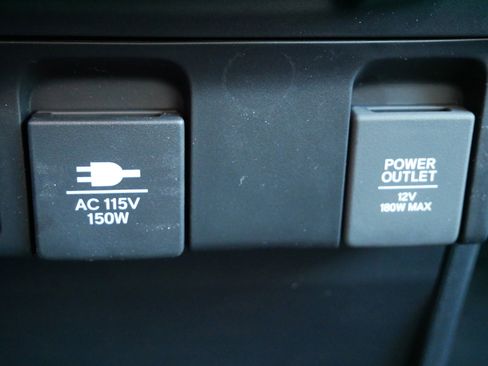 AC 115V
150W
POWER
OUTLET
12V
180W MAX